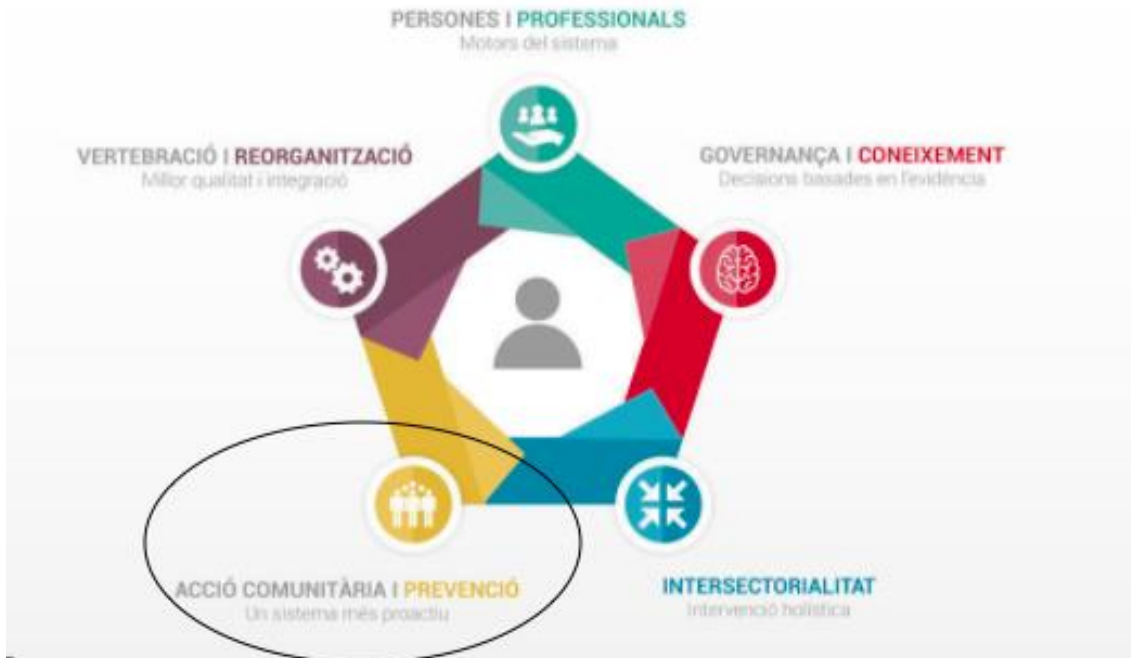 PERSONES I PROFESSIONALS
Motors del sistema
VERTEBRACIÓ I REORGANITZACIÓ
Millor qualitat i integració
GOVERNANÇA I CONEIXEMENT
Decisions basades en l'evidència
ACCIÓ COMUNITÀRIA I PREVENCIÓ
Un sistema més proactiu
INTERSECTORIALITAT
Intervenció holística